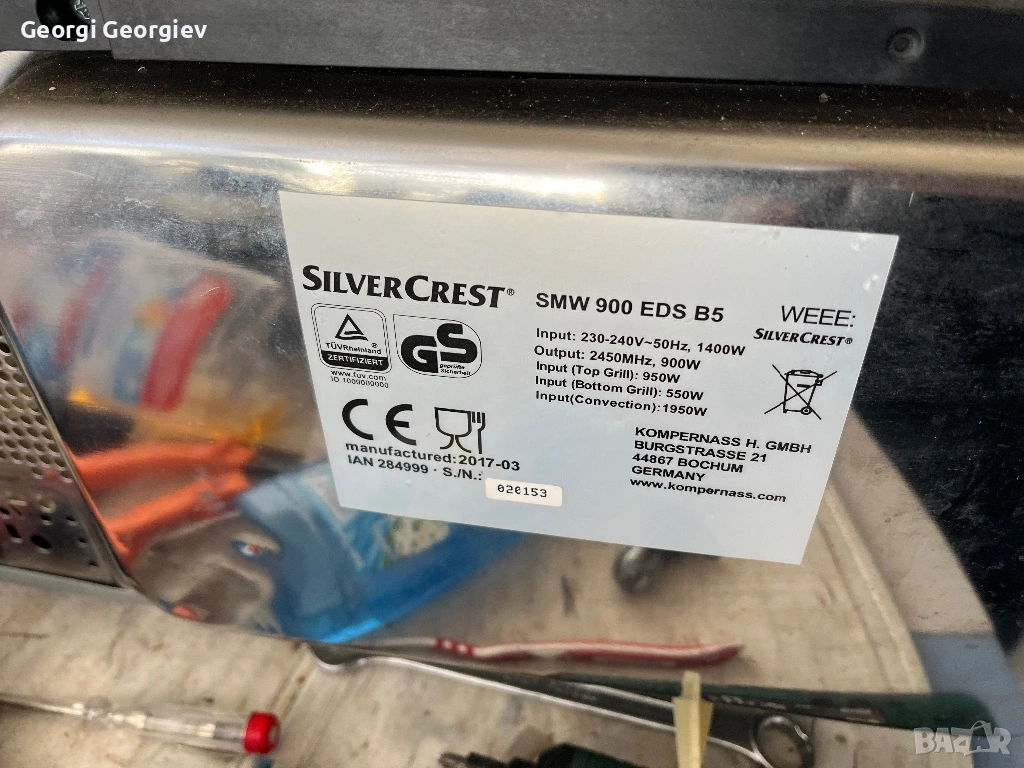 Georgi Georgiev
SILVERCREST®
SMW 900 EDS B5
WEEE:
SILVERCREST®
Input: 230-240V~50Hz, 1400W
Output: 2450MHz, 900W
Input (Top Grill): 950W
Input (Bottom Grill): 550W
Input(Convection):1950W
TÜVRheinland®
ZERTIFIZIERT
www.tuv.com
ID 1000000000
GS
geprüfte
Sicherheit
CE
manufactured:2017-03
IAN 284999 · S./N.:
020153
KOMPERNASS H. GMBH
BURGSTRASSE 21
44867 BOCHUM
GERMANY
www.kompernass.com
BAZAR